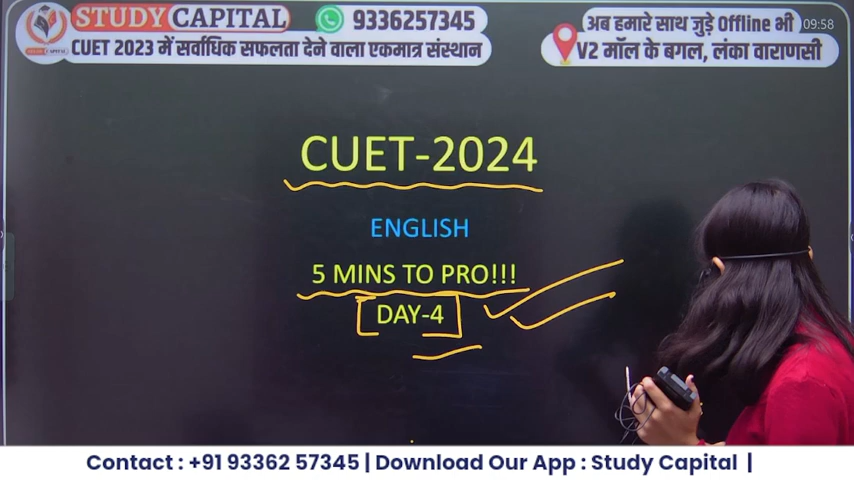 STUDY CAPITAL
9336257345
CUET 2023 में सर्वाधिक सफलता देने वाला एकमात्र संस्थान
अब हमारे साथ जुड़े Offline भी
09:58
V2 मॉल के बगल, लंका वाराणसी
CUET-2024
ENGLISH
5 MINS TO PRO!!!
DAY-4
Contact : +91 93362 57345 | Download Our App : Study Capital |